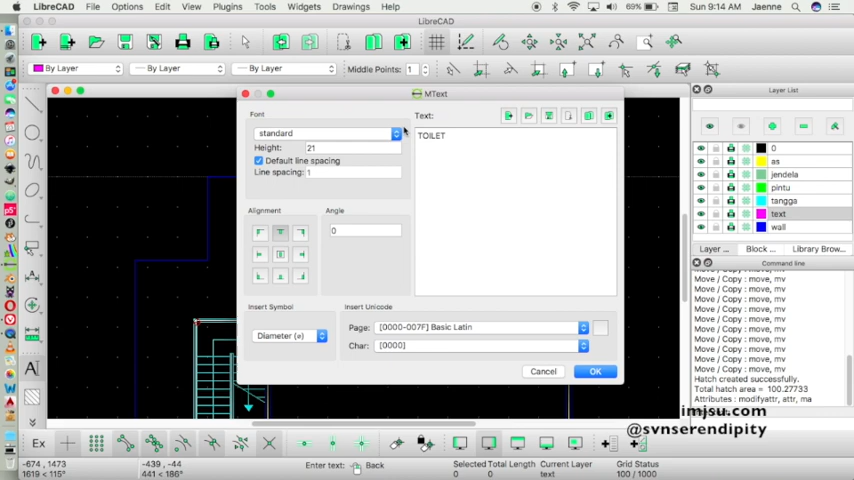 LibreCAD File Options Edit View Plugins Tools Widgets Drawings Help 69% Sun 9:14 AM Jaenne
LibreCAD
By Layer By Layer By Layer Middle Points: 1
Layer List
MText
Font
standard
Height: 21
Default line spacing
Line spacing: 1
Text:
TOILET
Alignment
Angle
0
Insert Symbol
Diameter (ø)
Insert Unicode
Page: [0000-007F] Basic Latin
Char: [0000]
Cancel OK
0
as
jendela
pintu
tangga
text
wall
Layer ... Block ... Library Brow...
Command line
Move / Copy : move, mv
Move / Copy : move, mv
Move / Copy : move, mv
Move / Copy : move, mv
Move / Copy : move, mv
Move / Copy : move, mv
Move / Copy : move, mv
Move / Copy : move, mv
Move / Copy : move, mv
Hatch created successfully.
Total hatch area = 100.27733
Attributes : modifyattr, attr, ma
imjsu.com
@svnserendipity
Ex
-674 , 1473
1619 < 115°
-439 , -44
441 < 186°
Enter text: Back
Selected Total Length
0 0
Current Layer
text
Grid Status
100 / 1000